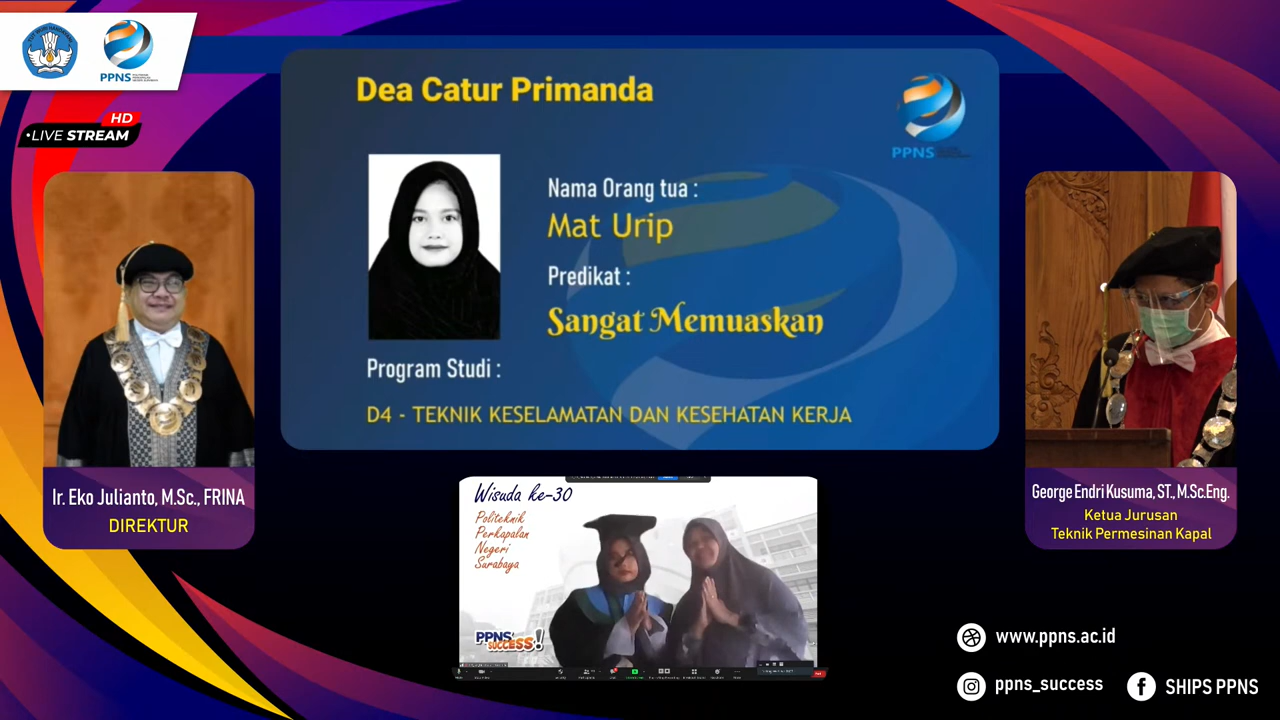 TUT WURI HANDAYANI
PPNS
HD
•LIVE STREAM
Dea Catur Primanda
PPNS
Nama Orang tua :
Mat Urip
Predikat :
Sangat Memuaskan
Program Studi :
D4 - TEKNIK KESELAMATAN DAN KESEHATAN KERJA
Ir. Eko Julianto, M.Sc., FRINA
DIREKTUR
George Endri Kusuma, ST., M.Sc.Eng.
Ketua Jurusan
Teknik Permesinan Kapal
Wisuda ke-30
Politeknik
Perkapalan
Negeri
Surabaya
PPNS
SUCCESS!
www.ppns.ac.id
ppns_success
SHIPS PPNS